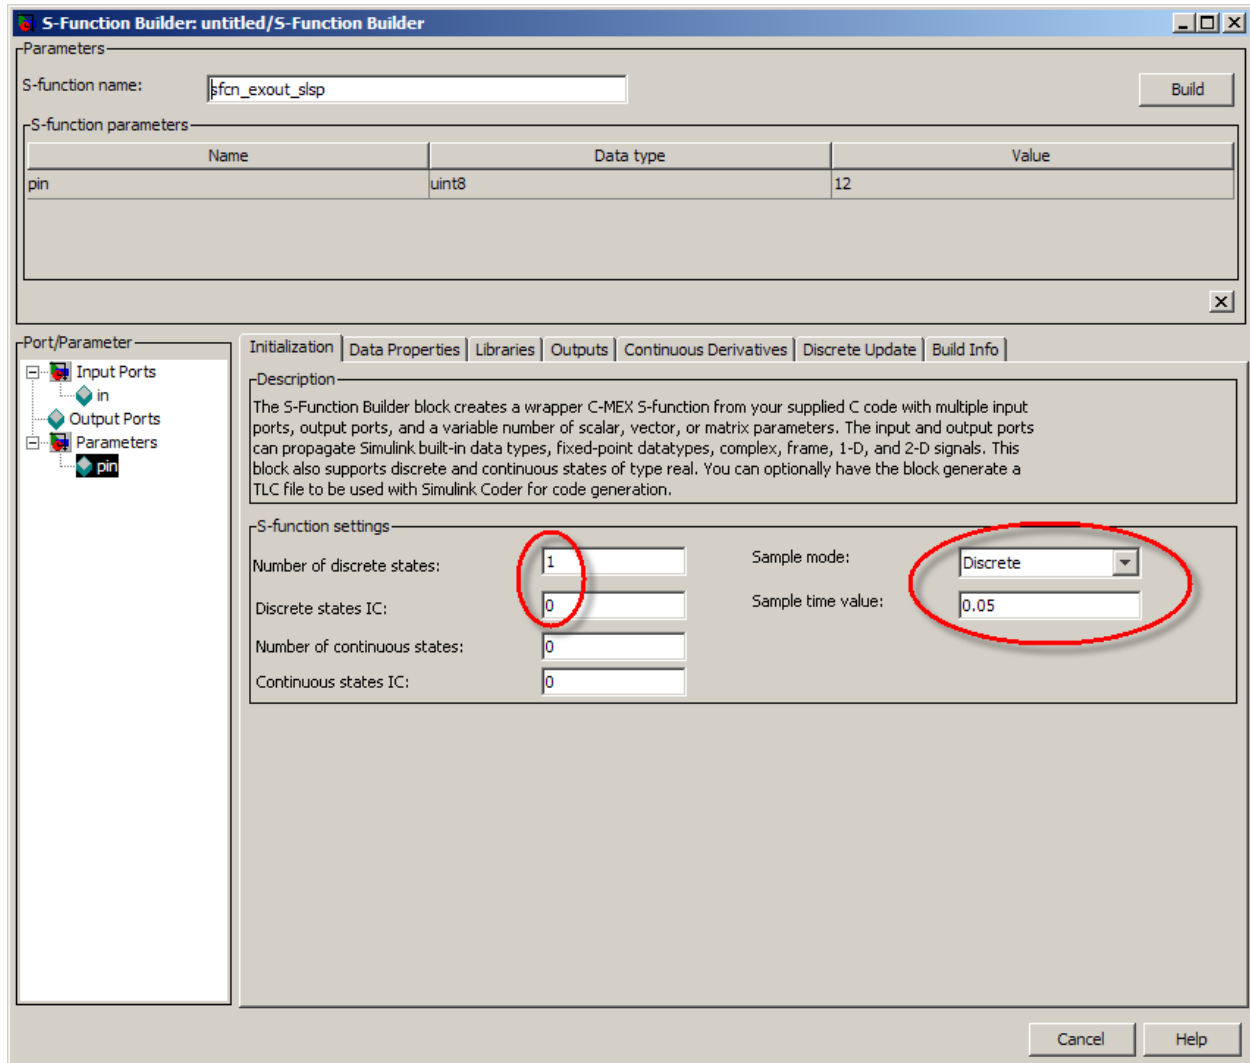 S-Function Builder: untitled/S-Function Builder
Parameters
S-function name: sfcn_exout_slsp Build
S-function parameters
Name Data type Value
pin uint8 12
Port/Parameter
Input Ports
in
Output Ports
Parameters
pin
Initialization Data Properties Libraries Outputs Continuous Derivatives Discrete Update Build Info
Description
The S-Function Builder block creates a wrapper C-MEX S-function from your supplied C code with multiple input
ports, output ports, and a variable number of scalar, vector, or matrix parameters. The input and output ports
can propagate Simulink built-in data types, fixed-point datatypes, complex, frame, 1-D, and 2-D signals. This
block also supports discrete and continuous states of type real. You can optionally have the block generate a
TLC file to be used with Simulink Coder for code generation.
S-function settings
Number of discrete states: 1 Sample mode: Discrete
Discrete states IC: 0 Sample time value: 0.05
Number of continuous states: 0
Continuous states IC: 0
Cancel Help